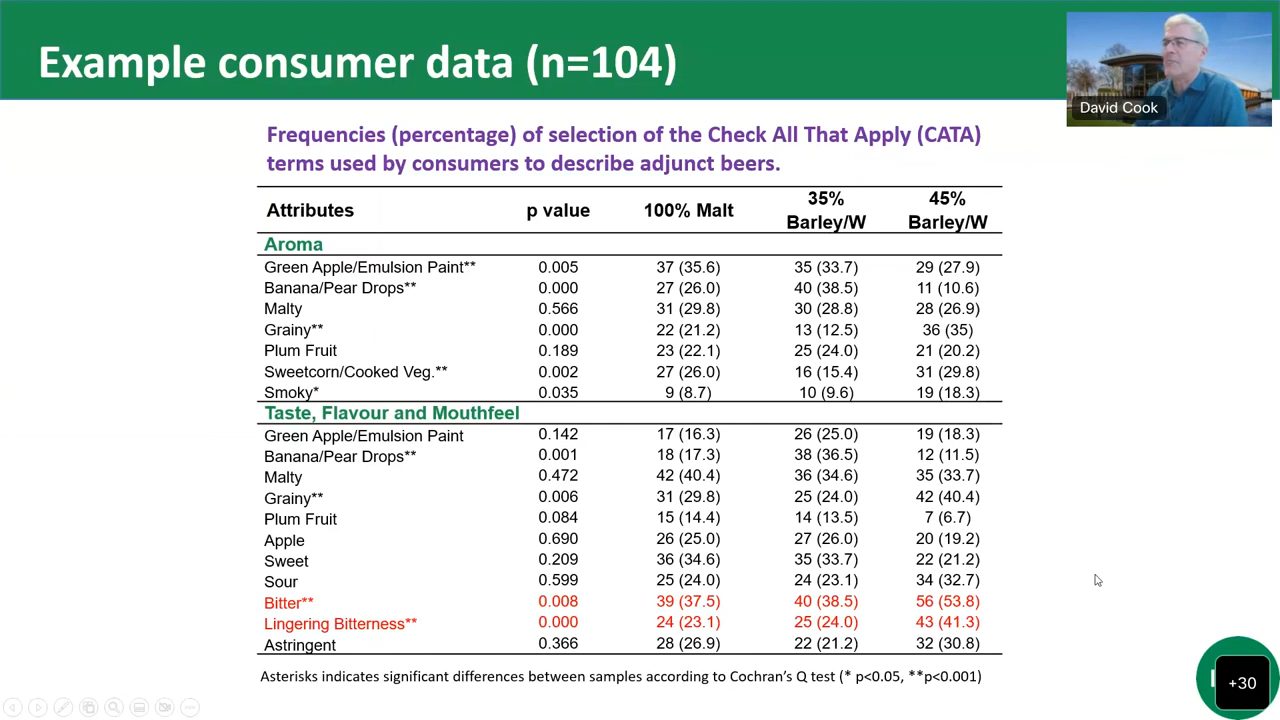 Example consumer data (n=104)
David Cook
Frequencies (percentage) of selection of the Check All That Apply (CATA)
terms used by consumers to describe adjunct beers.
Attributes p value 100% Malt 35% Barley/W 45% Barley/W
Aroma
Green Apple/Emulsion Paint** 0.005 37 (35.6) 35 (33.7) 29 (27.9)
Banana/Pear Drops** 0.000 27 (26.0) 40 (38.5) 11 (10.6)
Malty 0.566 31 (29.8) 30 (28.8) 28 (26.9)
Grainy** 0.000 22 (21.2) 13 (12.5) 36 (35)
Plum Fruit 0.189 23 (22.1) 25 (24.0) 21 (20.2)
Sweetcorn/Cooked Veg.** 0.002 27 (26.0) 16 (15.4) 31 (29.8)
Smoky* 0.035 9 (8.7) 10 (9.6) 19 (18.3)
Taste, Flavour and Mouthfeel
Green Apple/Emulsion Paint 0.142 17 (16.3) 26 (25.0) 19 (18.3)
Banana/Pear Drops** 0.001 18 (17.3) 38 (36.5) 12 (11.5)
Malty 0.472 42 (40.4) 36 (34.6) 35 (33.7)
Grainy** 0.006 31 (29.8) 25 (24.0) 42 (40.4)
Plum Fruit 0.084 15 (14.4) 14 (13.5) 7 (6.7)
Apple 0.690 26 (25.0) 27 (26.0) 20 (19.2)
Sweet 0.209 36 (34.6) 35 (33.7) 22 (21.2)
Sour 0.599 25 (24.0) 24 (23.1) 34 (32.7)
Bitter** 0.008 39 (37.5) 40 (38.5) 56 (53.8)
Lingering Bitterness** 0.000 24 (23.1) 25 (24.0) 43 (41.3)
Astringent 0.366 28 (26.9) 22 (21.2) 32 (30.8)
Asterisks indicates significant differences between samples according to Cochran's Q test (* p<0.05, **p<0.001)
+30